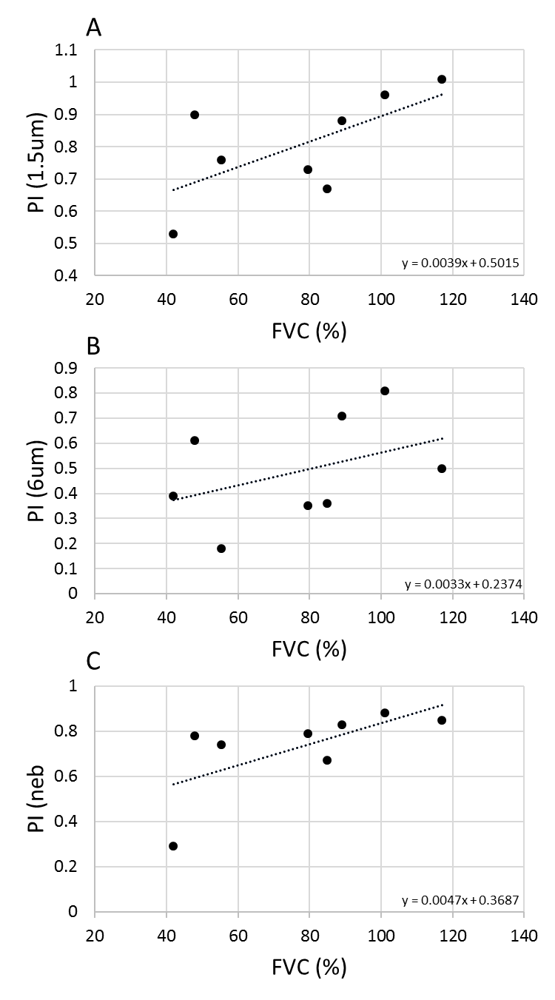 A
1.1
1
0.9
0.8
0.7
0.6
0.5
0.4
PI (1.5um)
y = 0.0039x + 0.5015
20 40 60 80 100 120 140
FVC (%)
B
0.9
0.8
0.7
0.6
0.5
0.4
0.3
0.2
0.1
0
PI (6um)
y = 0.0033x + 0.2374
20 40 60 80 100 120 140
FVC (%)
C
1
0.8
0.6
0.4
0.2
0
PI (neb
y = 0.0047x + 0.3687
20 40 60 80 100 120 140
FVC (%)